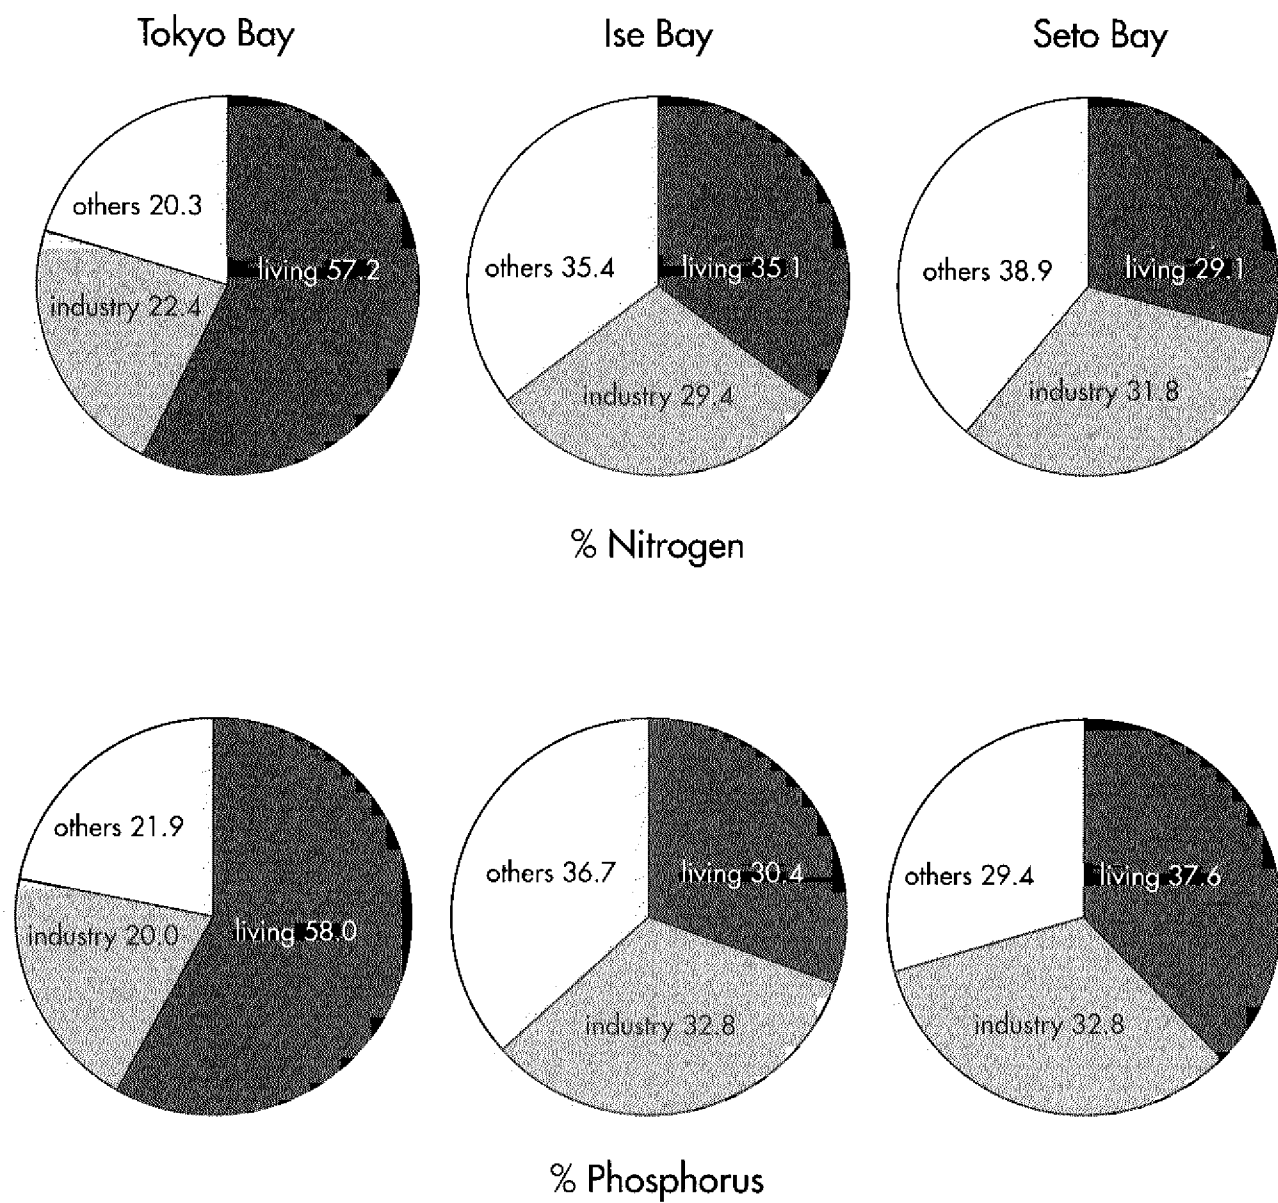 Tokyo Bay
Ise Bay
Seto Bay
others 20.3
living 57.2
industry 22.4
others 35.4
living 35.1
industry 29.4
others 38.9
living 29.1
industry 31.8
% Nitrogen
others 21.9
living 58.0
industry 20.0
others 36.7
living 30.4
industry 32.8
others 29.4
living 37.6
industry 32.8
% Phosphorus